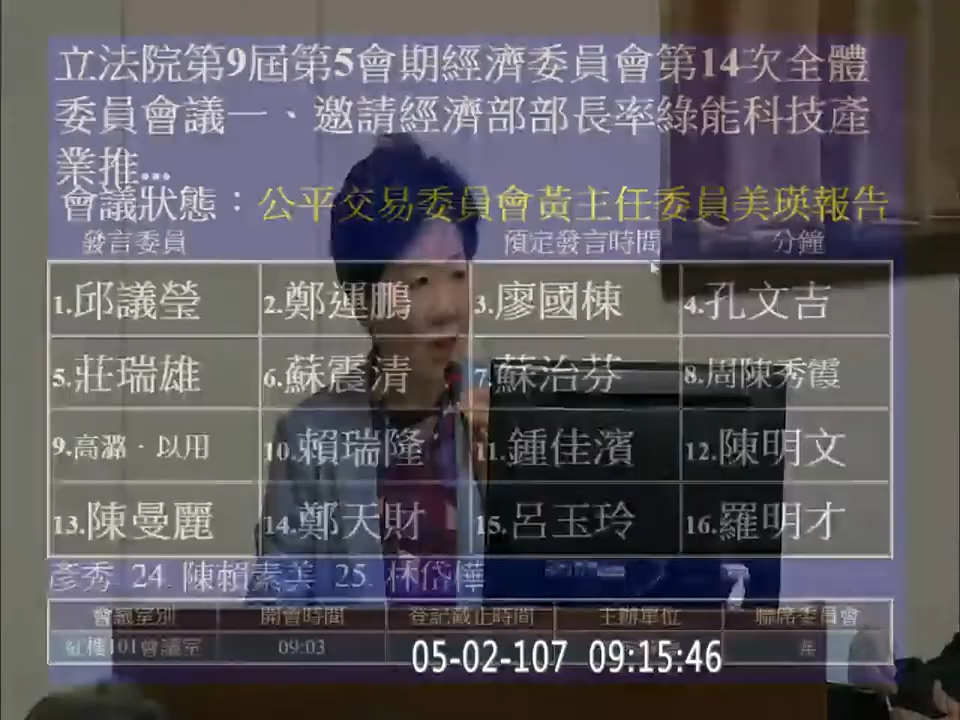 立法院第9屆第5會期經濟委員會第14次全體
委員會議一、邀請經濟部部長率綠能科技產
業推...
會議狀態：公平交易委員會黃主任委員美瑛報告
發言委員 預定發言時間 分鐘
1.邱議瑩 2.鄭運鵬 3.廖國棟 4.孔文吉
5.莊瑞雄 6.蘇震清 7.蘇治芬 8.周陳秀霞
9.高潞．以用 10.賴瑞隆 11.鍾佳濱 12.陳明文
13.陳曼麗 14.鄭天財 15.呂玉玲 16.羅明才
彥秀 24. 陳賴素美 25. 林岱樺
會議室別 開會時間 登記截止時間 主辦單位 聯席委員會
紅樓101會議室 09:03 無
05-02-107 09:15:46